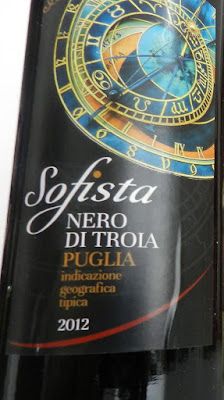 Sofista
NERO
DI TROIA
PUGLIA
indicazione
geografica
tipica
2012